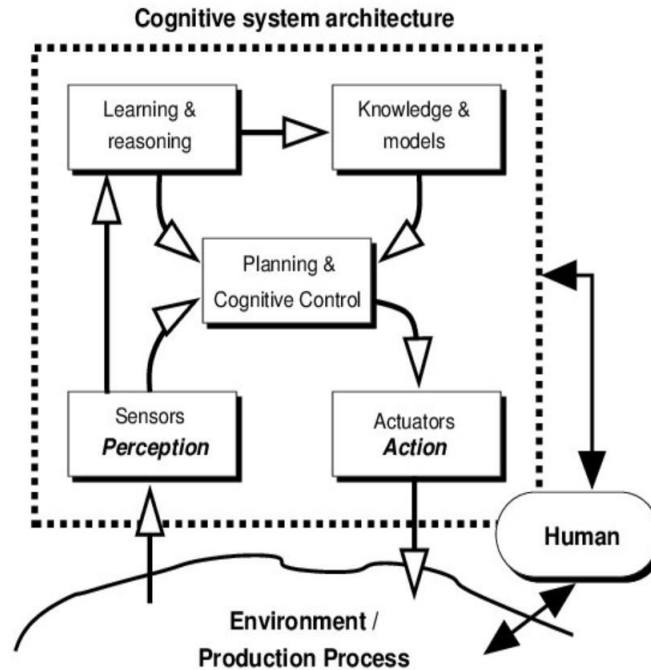 Cognitive system architecture
Learning &
reasoning
Knowledge &
models
Planning &
Cognitive Control
Sensors
Perception
Actuators
Action
Human
Environment /
Production Process